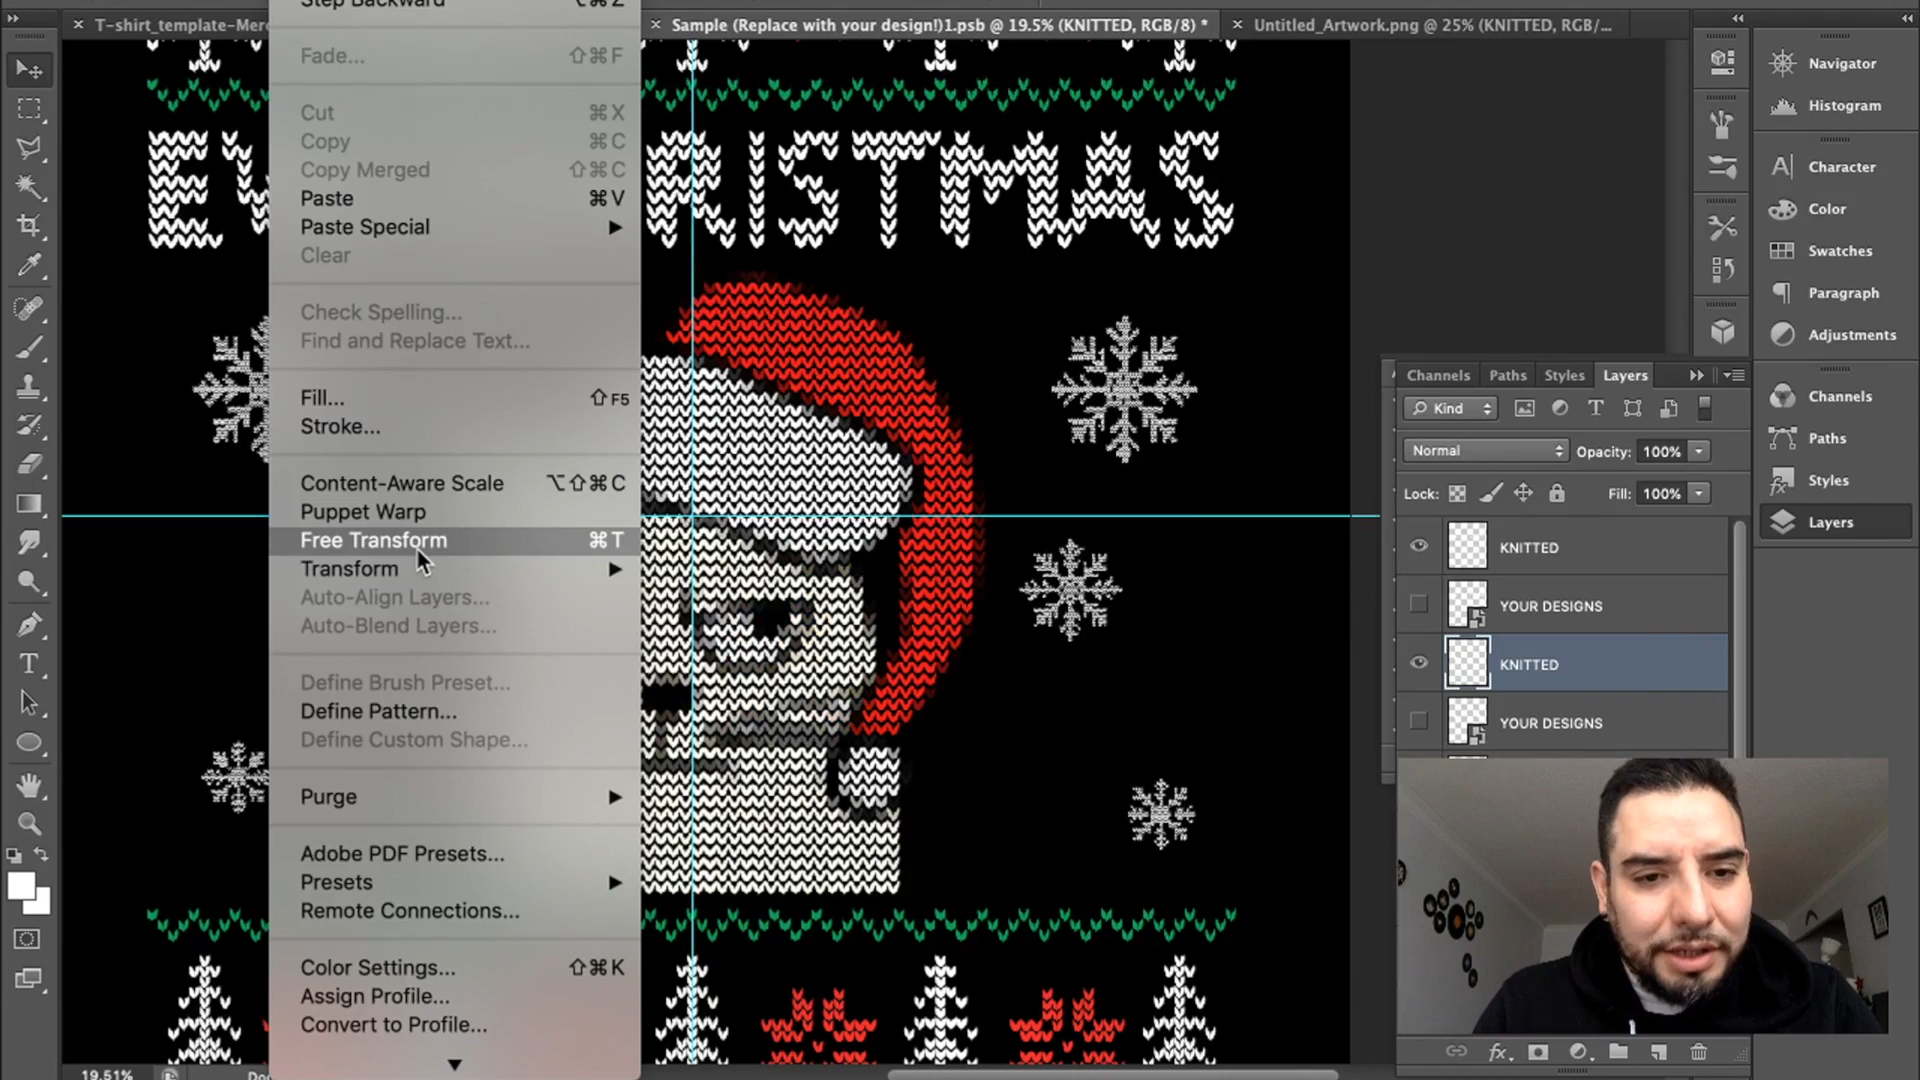 T-shirt_template-Merc
Sample (Replace with your design!)1.psb @ 19.5% (KNITTED, RGB/8) *
Untitled_Artwork.png @ 25% (KNITTED, RGB/...
Step Backward ⌥⌘Z
Fade... ⇧⌘F
Cut ⌘X
Copy ⌘C
Copy Merged ⇧⌘C
Paste ⌘V
Paste Special
Clear
Check Spelling...
Find and Replace Text...
Fill... ⇧F5
Stroke...
Content-Aware Scale ⌥⇧⌘C
Puppet Warp
Free Transform ⌘T
Transform
Auto-Align Layers...
Auto-Blend Layers...
Define Brush Preset...
Define Pattern...
Define Custom Shape...
Purge
Adobe PDF Presets...
Presets
Remote Connections...
Color Settings... ⇧⌘K
Assign Profile...
Convert to Profile...
RISTMAS
Navigator
Histogram
Character
Color
Swatches
Paragraph
Adjustments
Channels
Paths
Styles
Layers
Channels Paths Styles Layers
Kind
Normal Opacity: 100%
Lock: Fill: 100%
KNITTED
YOUR DESIGNS
KNITTED
YOUR DESIGNS
19.51% Doc